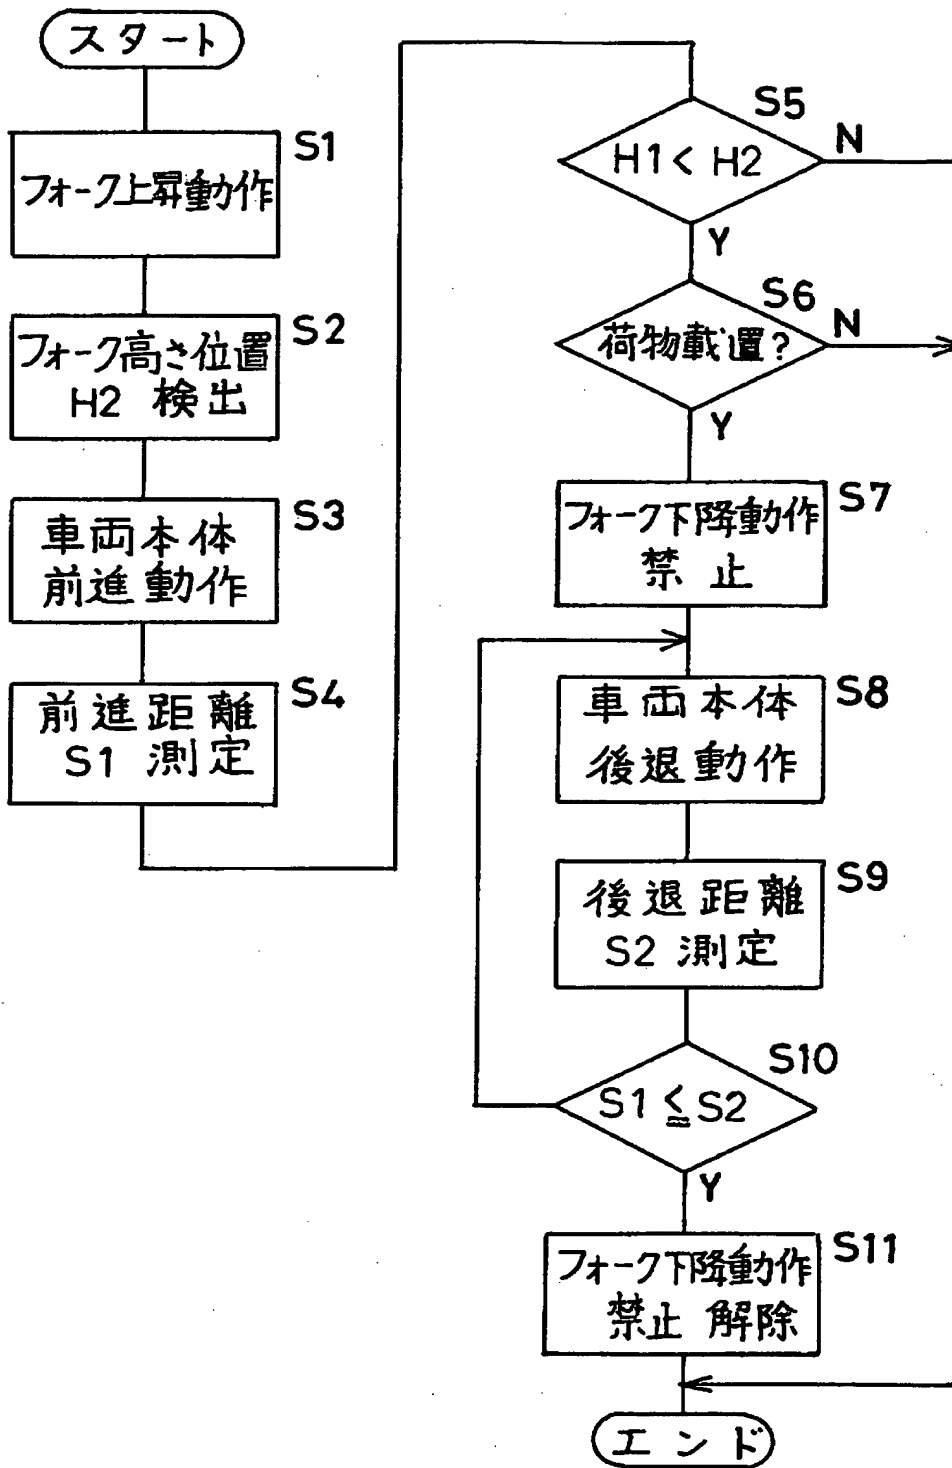 スタート
S1
フォーク上昇動作
S2
フォーク高さ位置
H2 検出
S3
車両本体
前進動作
S4
前進距離
S1 測定
S5
H1 < H2
N
Y
S6
荷物載置?
N
Y
S7
フォーク下降動作
禁止
S8
車両本体
後退動作
S9
後退距離
S2 測定
S10
S1 ≦ S2
Y
S11
フォーク下降動作
禁止 解除
エンド